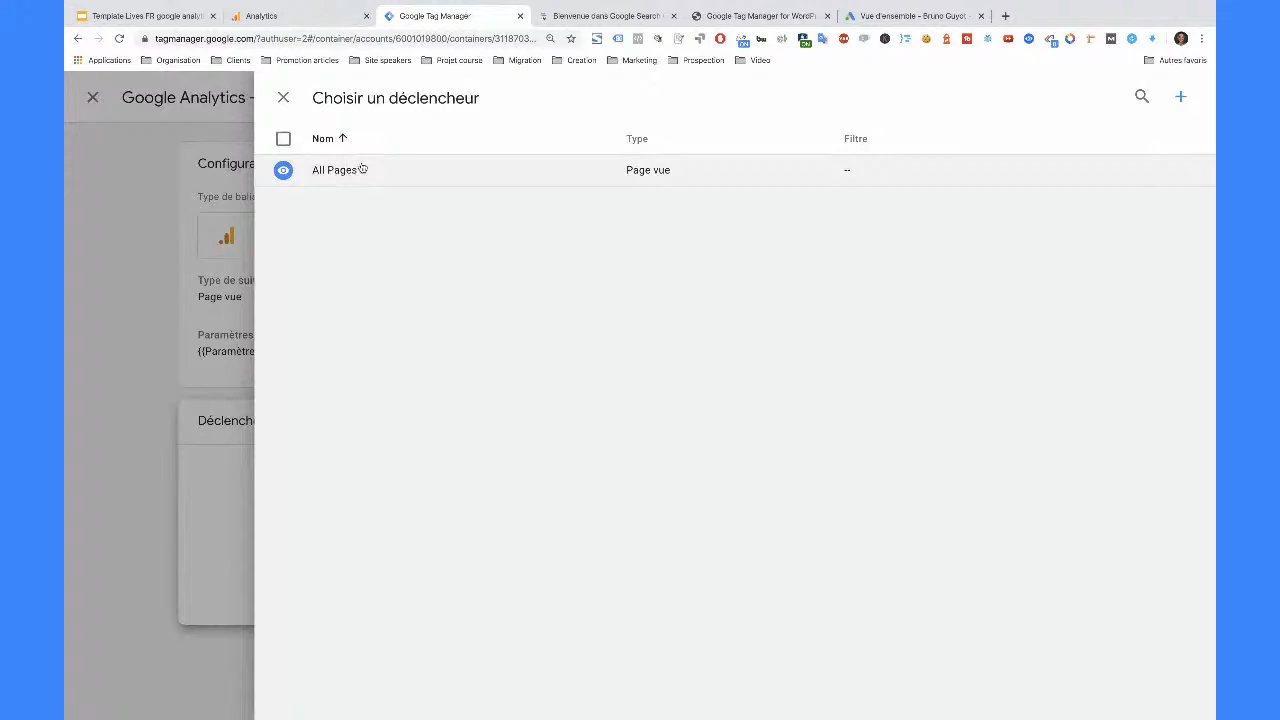 Template Lives fr google analyt
Analytics
Google Tag Manager
Bienvenue dans Google Search
Google Tag Manager for WordP
Vue d'ensemble - Bruno Guyot
tagmanager.google.com/?authuser=2#/container/accounts/6001019800/containers/3118703...
Applications
Organisation
Clients
Promotion articles
Site speakers
Projet course
Migration
Creation
Marketing
Prospection
Video
Autres favoris
Google Analytics -
Choisir un déclencheur
Nom
Type
Filtre
All Pages
Page vue
--
Configura
Type de bali
Type de sui
Page vue
Paramètres
{{Paramètre
Déclench